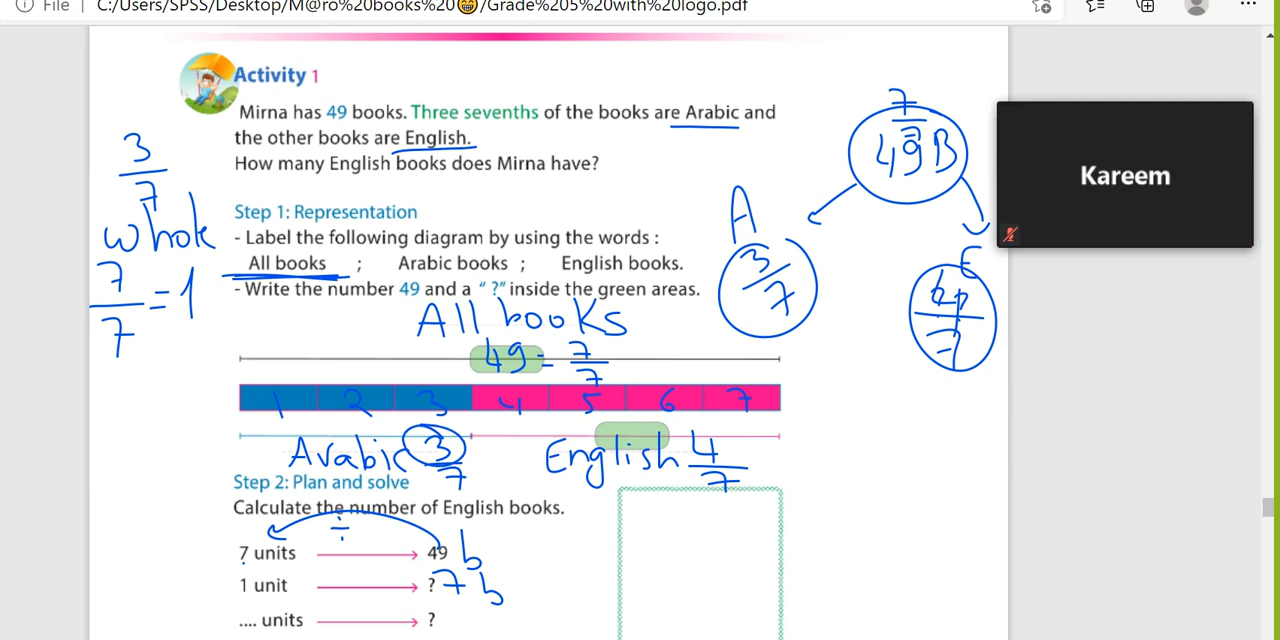 File | C:/Users/SPSS/Desktop/M@ro%20books%20😁/Grade%205%20with%20logo.pdf
Activity 1
Mirna has 49 books. Three sevenths of the books are Arabic and
the other books are English.
How many English books does Mirna have?
3/7
whole
7/7 = 1
7/7
49 B
A
3/7
E
4/7
Kareem
Step 1: Representation
- Label the following diagram by using the words :
All books ; Arabic books ; English books.
- Write the number 49 and a “ ?” inside the green areas.
All books
49 = 7/7
1 2 3 4 5 6 7
Arabic 3/7 English 4/7
Step 2: Plan and solve
Calculate the number of English books.
÷
7 units 49 b
1 unit ? 7 b
.... units ?